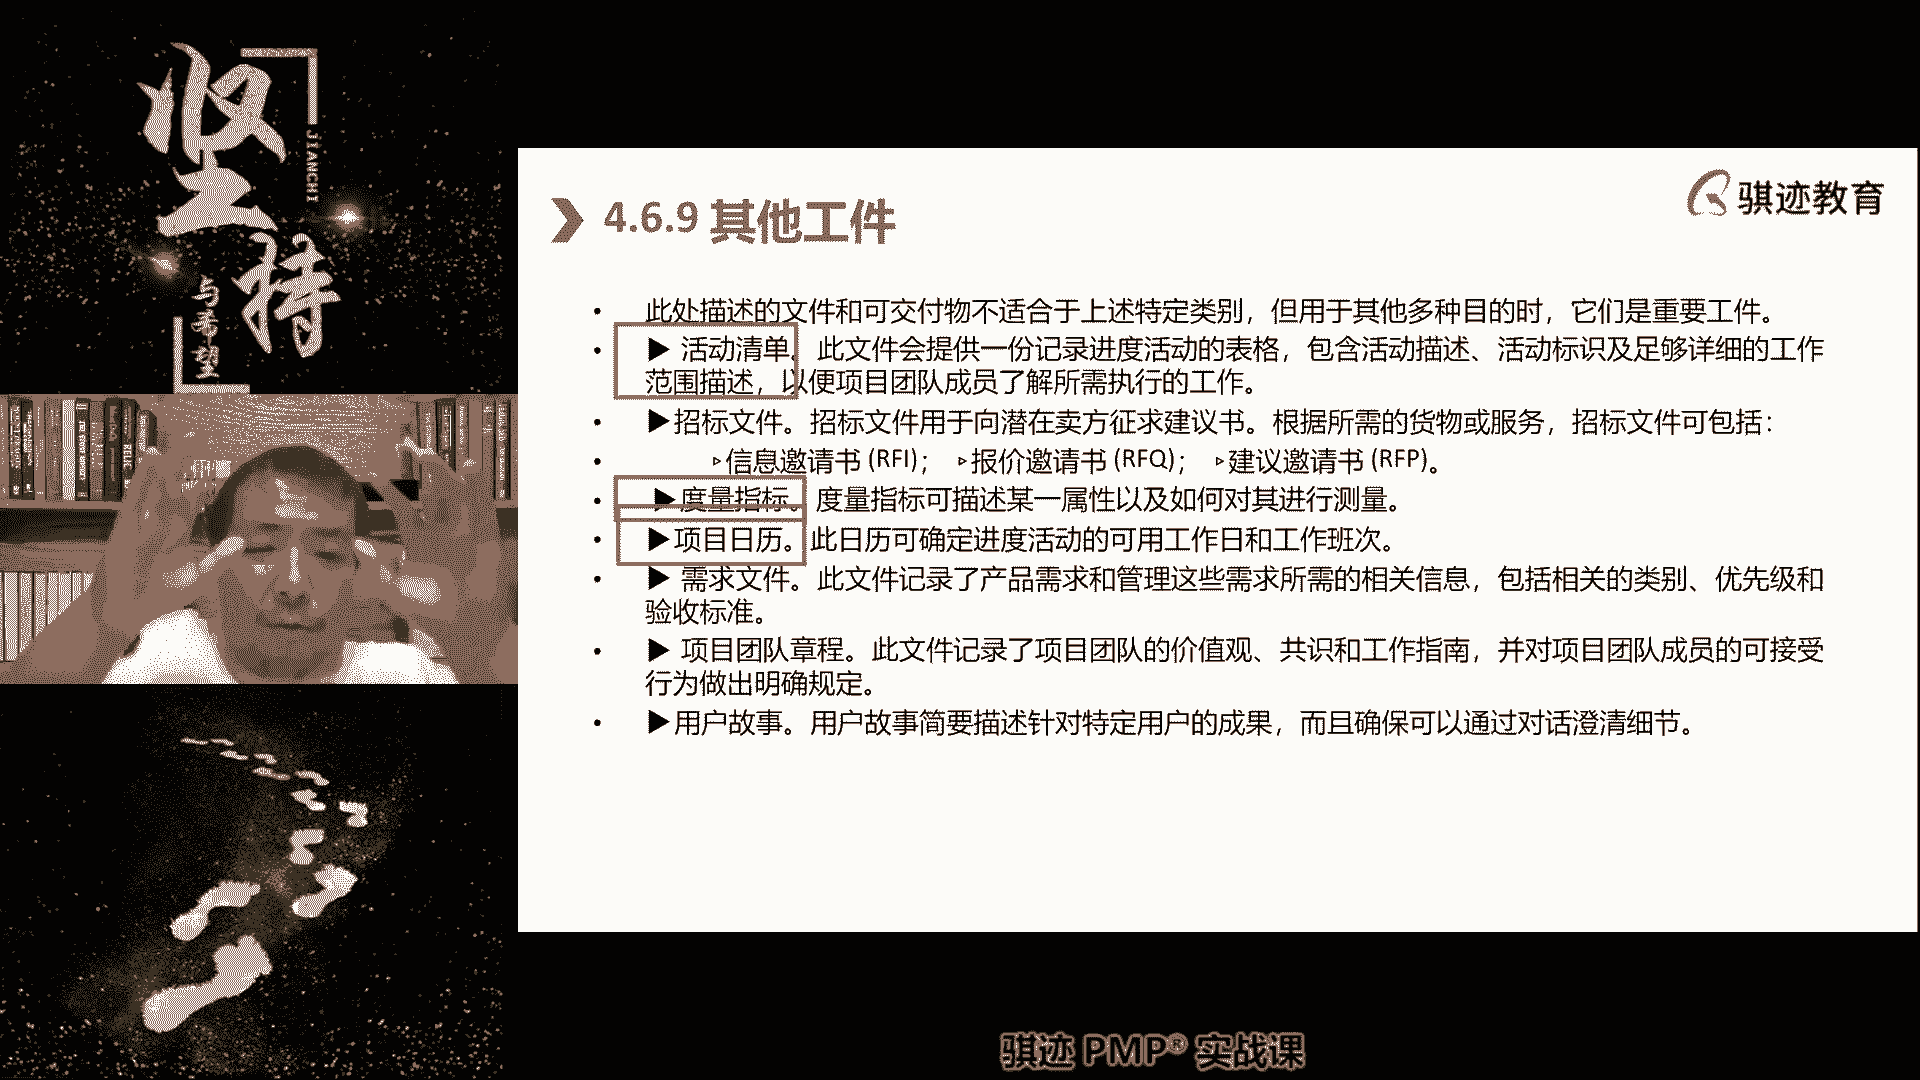 坚持
JIANCHI
与希望
骐迹教育
4.6.9 其他工件
• 此处描述的文件和可交付物不适合于上述特定类别，但用于其他多种目的时，它们是重要工件。
• ▶ 活动清单。此文件会提供一份记录进度活动的表格，包含活动描述、活动标识及足够详细的工作
范围描述，以便项目团队成员了解所需执行的工作。
• ▶招标文件。招标文件用于向潜在卖方征求建议书。根据所需的货物或服务，招标文件可包括：
• ▹信息邀请书 (RFI)； ▹报价邀请书 (RFQ)； ▹建议邀请书 (RFP)。
• ▶度量指标。度量指标可描述某一属性以及如何对其进行测量。
• ▶项目日历。此日历可确定进度活动的可用工作日和工作班次。
• ▶ 需求文件。此文件记录了产品需求和管理这些需求所需的相关信息，包括相关的类别、优先级和
验收标准。
• ▶ 项目团队章程。此文件记录了项目团队的价值观、共识和工作指南，并对项目团队成员的可接受
行为做出明确规定。
• ▶用户故事。用户故事简要描述针对特定用户的成果，而且确保可以通过对话澄清细节。
骐迹 PMP® 实战课